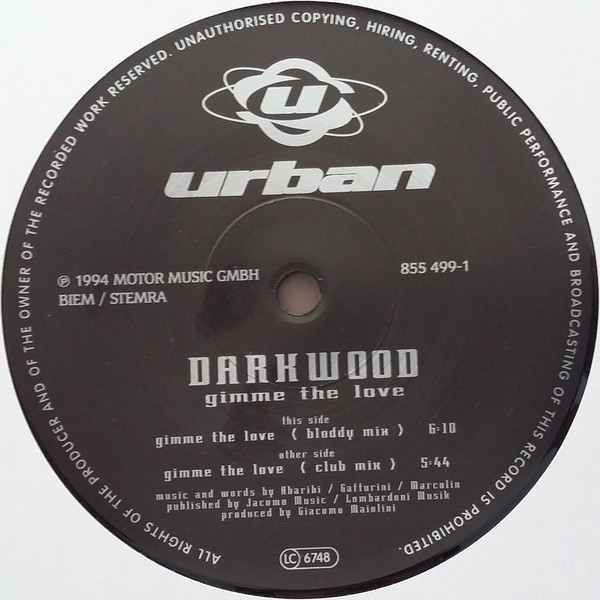 ALL RIGHTS OF THE PRODUCER AND OF THE OWNER OF THE RECORDED WORK RESERVED. UNAUTHORISED COPYING, HIRING, RENTING, PUBLIC PERFORMANCE AND BROADCASTING OF THIS RECORD IS PROHIBITED.
u
urban
℗ 1994 MOTOR MUSIC GMBH
BIEM / STEMRA
855 499-1
DARKWOOD
gimme the love
this side
gimme the love ( bloddy mix ) 6:10
other side
gimme the love ( club mix ) 5:44
music and words by Abaribi / Gaffurini / Marcolin
published by Jacomo Music / Lombardoni Musik
produced by Giacomo Maiolini
LC 6748